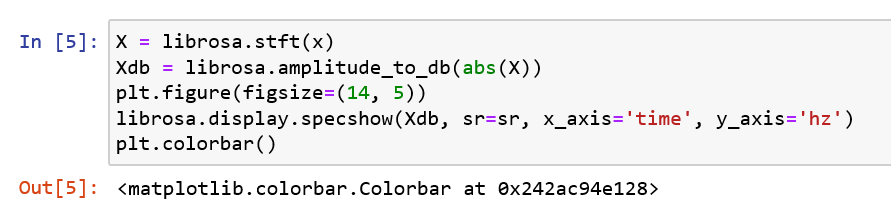 In [5]: X = librosa.stft(x)
Xdb = librosa.amplitude_to_db(abs(X))
plt.figure(figsize=(14, 5))
librosa.display.specshow(Xdb, sr=sr, x_axis='time', y_axis='hz')
plt.colorbar()
Out[5]: <matplotlib.colorbar.Colorbar at 0x242ac94e128>